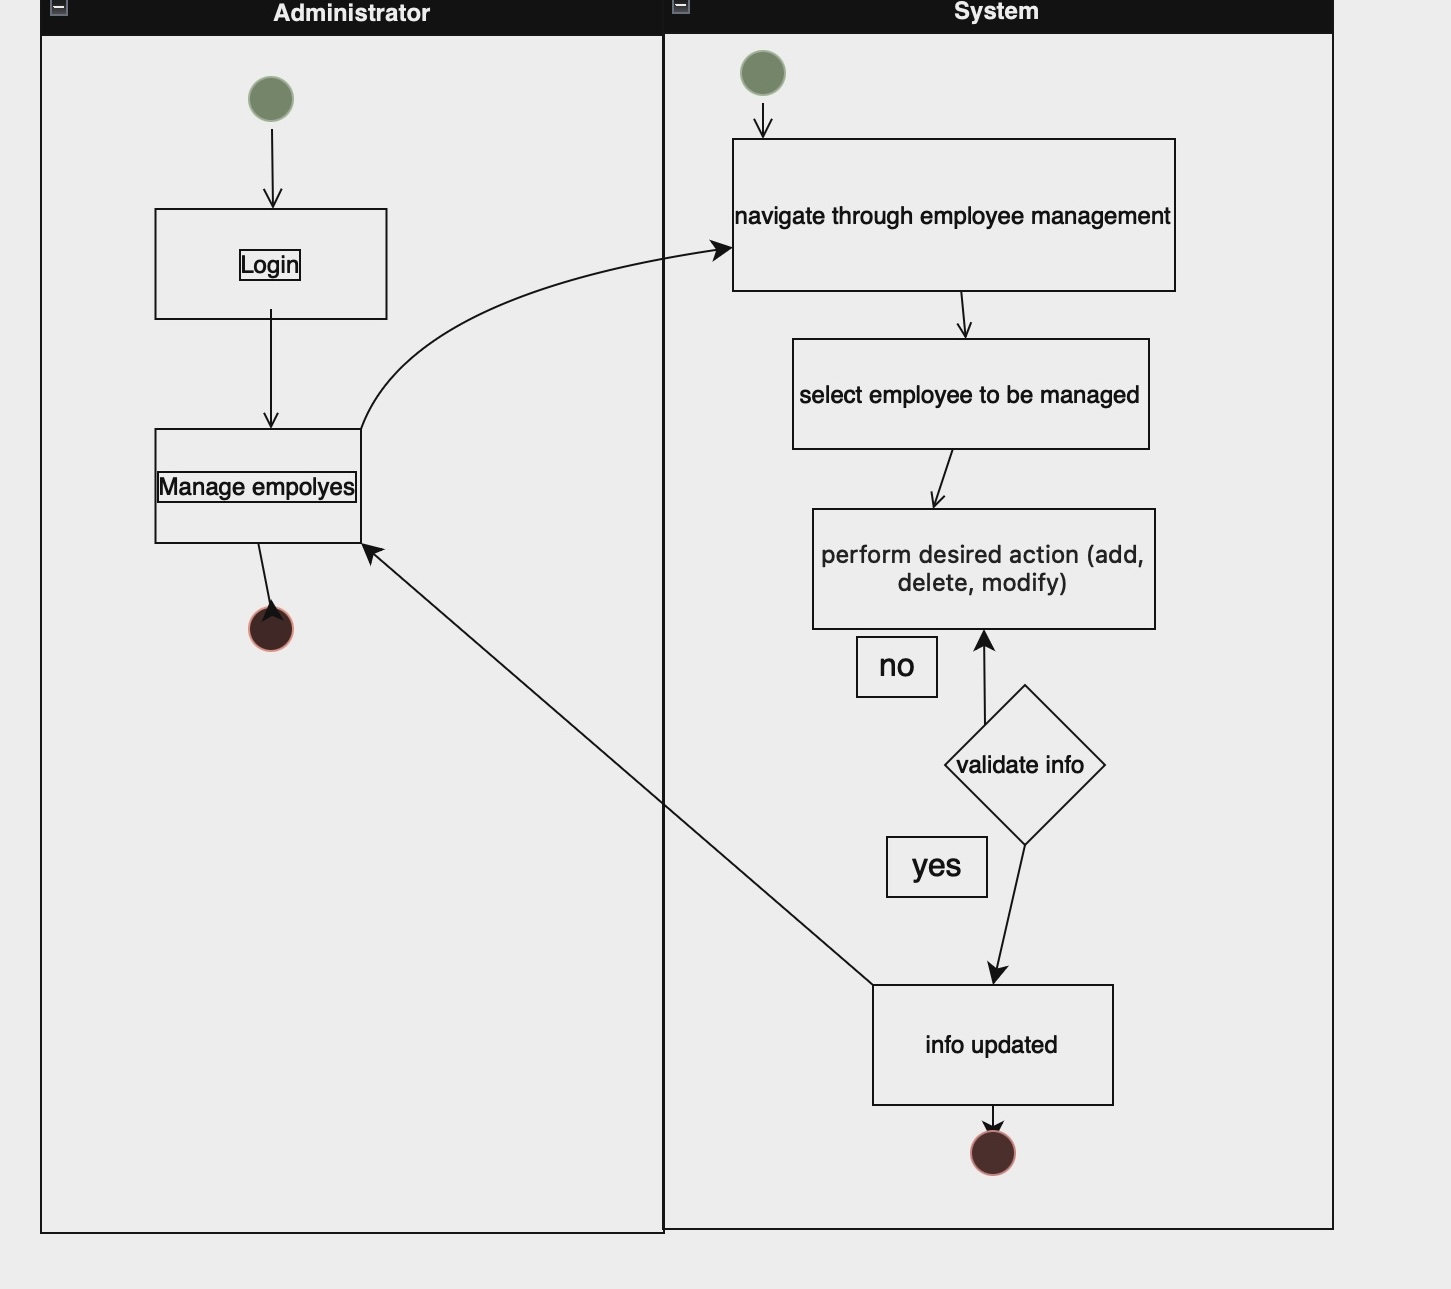 Administrator
System
Login
Manage empolyes
navigate through employee management
select employee to be managed
perform desired action (add,
delete, modify)
no
validate info
yes
info updated